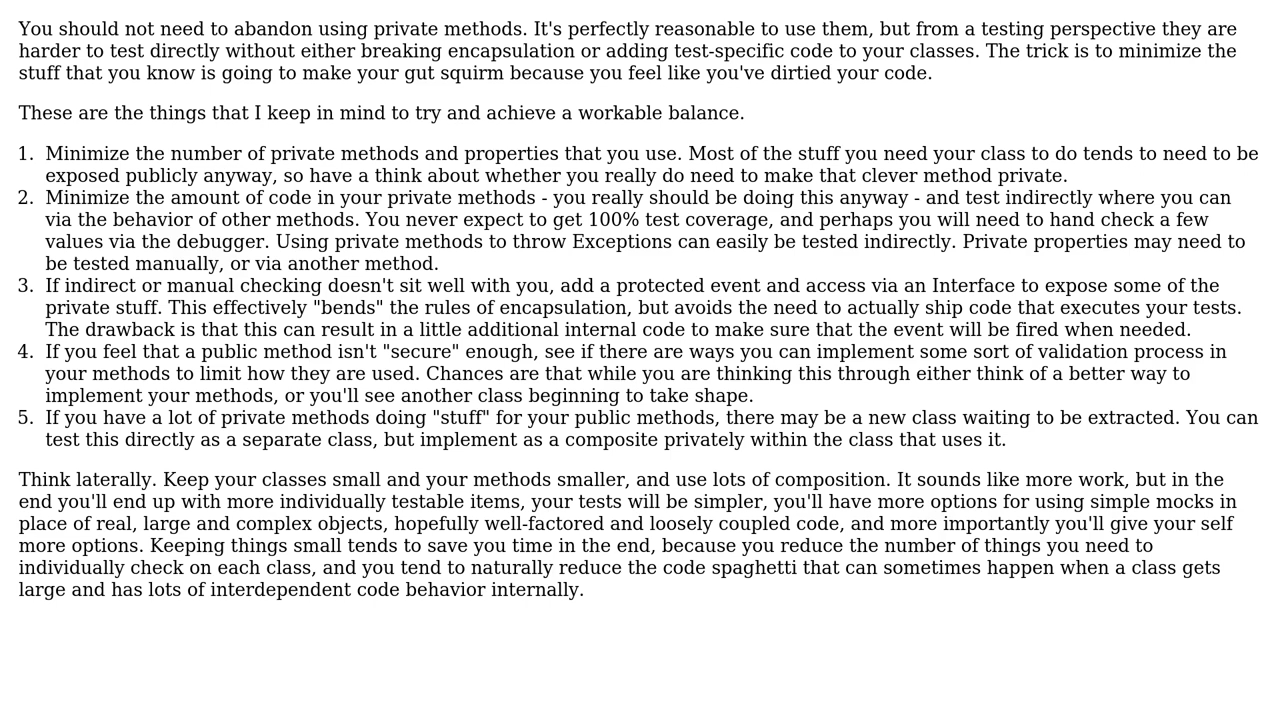 You should not need to abandon using private methods. It's perfectly reasonable to use them, but from a testing perspective they are
harder to test directly without either breaking encapsulation or adding test-specific code to your classes. The trick is to minimize the
stuff that you know is going to make your gut squirm because you feel like you've dirtied your code.
These are the things that I keep in mind to try and achieve a workable balance.
1. Minimize the number of private methods and properties that you use. Most of the stuff you need your class to do tends to need to be
exposed publicly anyway, so have a think about whether you really do need to make that clever method private.
2. Minimize the amount of code in your private methods - you really should be doing this anyway - and test indirectly where you can
via the behavior of other methods. You never expect to get 100% test coverage, and perhaps you will need to hand check a few
values via the debugger. Using private methods to throw Exceptions can easily be tested indirectly. Private properties may need to
be tested manually, or via another method.
3. If indirect or manual checking doesn't sit well with you, add a protected event and access via an Interface to expose some of the
private stuff. This effectively "bends" the rules of encapsulation, but avoids the need to actually ship code that executes your tests.
The drawback is that this can result in a little additional internal code to make sure that the event will be fired when needed.
4. If you feel that a public method isn't "secure" enough, see if there are ways you can implement some sort of validation process in
your methods to limit how they are used. Chances are that while you are thinking this through either think of a better way to
implement your methods, or you'll see another class beginning to take shape.
5. If you have a lot of private methods doing "stuff" for your public methods, there may be a new class waiting to be extracted. You can
test this directly as a separate class, but implement as a composite privately within the class that uses it.
Think laterally. Keep your classes small and your methods smaller, and use lots of composition. It sounds like more work, but in the
end you'll end up with more individually testable items, your tests will be simpler, you'll have more options for using simple mocks in
place of real, large and complex objects, hopefully well-factored and loosely coupled code, and more importantly you'll give your self
more options. Keeping things small tends to save you time in the end, because you reduce the number of things you need to
individually check on each class, and you tend to naturally reduce the code spaghetti that can sometimes happen when a class gets
large and has lots of interdependent code behavior internally.